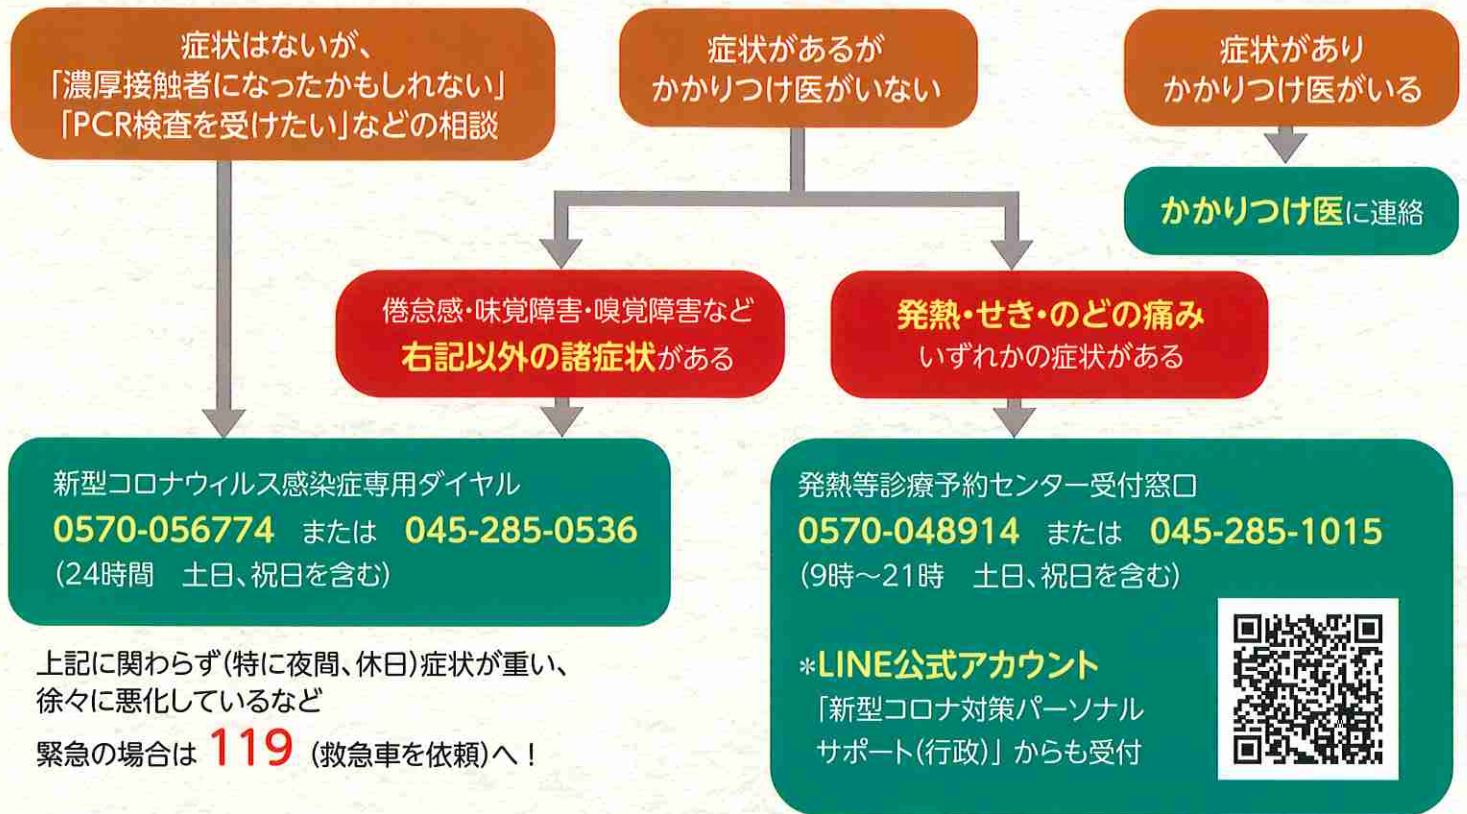 症状はないが、
「濃厚接触者になったかもしれない」
「PCR検査を受けたい」などの相談
症状があるが
かかりつけ医がいない
症状があり
かかりつけ医がいる
かかりつけ医に連絡
倦怠感・味覚障害・嗅覚障害など
右記以外の諸症状がある
発熱・せき・のどの痛み
いずれかの症状がある
新型コロナウィルス感染症専用ダイヤル
0570-056774 または 045-285-0536
(24時間 土日、祝日を含む)
発熱等診療予約センター受付窓口
0570-048914 または 045-285-1015
(9時～21時 土日、祝日を含む)
*LINE公式アカウント
「新型コロナ対策パーソナル
サポート(行政)」からも受付
上記に関わらず(特に夜間、休日)症状が重い、
徐々に悪化しているなど
緊急の場合は 119 (救急車を依頼)へ！